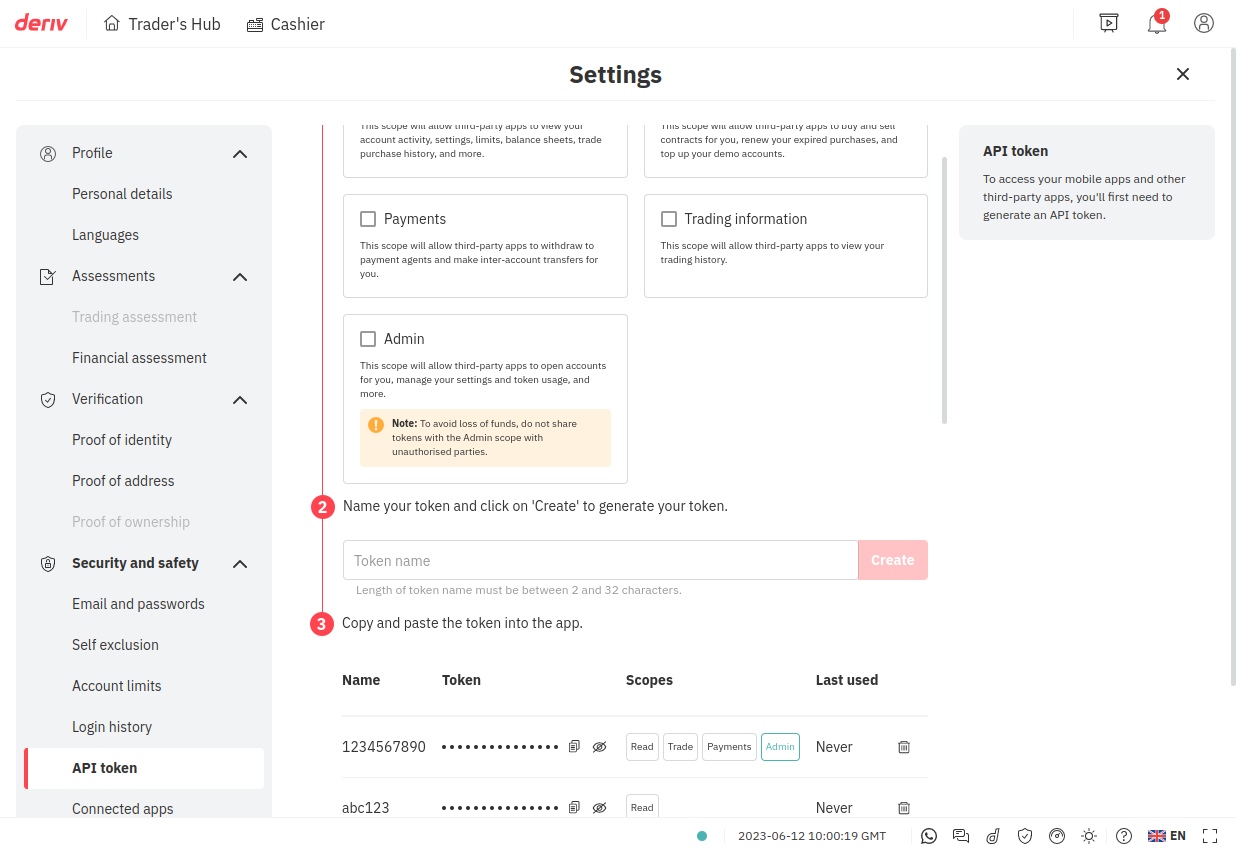 deriv
Trader's Hub
Cashier
1
Settings
Profile
Personal details
Languages
Assessments
Trading assessment
Financial assessment
Verification
Proof of identity
Proof of address
Proof of ownership
Security and safety
Email and passwords
Self exclusion
Account limits
Login history
API token
Connected apps
This scope will allow third-party apps to view your
account activity, settings, limits, balance sheets, trade
purchase history, and more.
This scope will allow third-party apps to buy and sell
contracts for you, renew your expired purchases, and
top up your demo accounts.
Payments
This scope will allow third-party apps to withdraw to
payment agents and make inter-account transfers for
you.
Trading information
This scope will allow third-party apps to view your
trading history.
Admin
This scope will allow third-party apps to open accounts
for you, manage your settings and token usage, and
more.
Note: To avoid loss of funds, do not share
tokens with the Admin scope with
unauthorised parties.
2 Name your token and click on 'Create' to generate your token.
Token name
Create
Length of token name must be between 2 and 32 characters.
3 Copy and paste the token into the app.
Name Token Scopes Last used
1234567890 ••••••••••••••• Read Trade Payments Admin Never
abc123 ••••••••••••••• Read Never
API token
To access your mobile apps and other
third-party apps, you'll first need to
generate an API token.
2023-06-12 10:00:19 GMT
EN